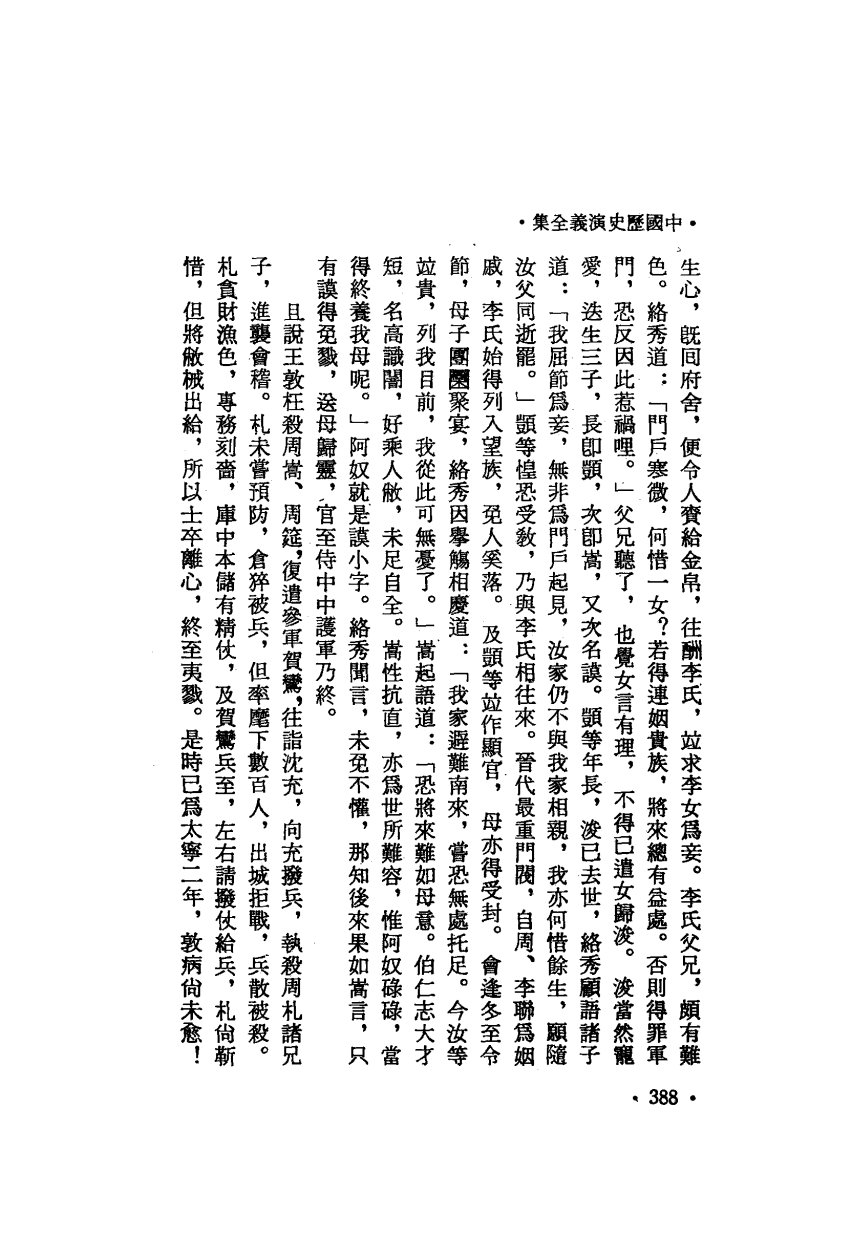 •中國歷史演義全集•
生心，旣囘府舍，便令人賷給金帛，往酬李氏，竝求李女爲妾。李氏父兄，頗有難
色。絡秀道：「門戶寒微，何惜一女？若得連姻貴族，將來總有益處。否則得罪軍
門，恐反因此惹禍哩。」父兄聽了，也覺女言有理，不得已遣女歸浚。浚當然寵
愛，迭生三子，長卽顗，次卽嵩，又次名謨。顗等年長，浚已去世，絡秀顧語諸子
道：「我屈節爲妾，無非爲門戶起見，汝家仍不與我家相親，我亦何惜餘生，願隨
汝父同逝罷。」顗等惶恐受敎，乃與李氏相往來。晉代最重門閥，自周、李聯爲姻
戚，李氏始得列入望族，免人奚落。及顗等竝作顯官，母亦得受封。會逢冬至令
節，母子團圞聚宴，絡秀因擧觴相慶道：「我家避難南來，嘗恐無處托足。今汝等
竝貴，列我目前，我從此可無憂了。」嵩起語道：「恐將來難如母意。伯仁志大才
短，名高識闇，好乘人敝，未足自全。嵩性抗直，亦爲世所難容，惟阿奴碌碌，當
得終養我母呢。」阿奴就是謨小字。絡秀聞言，未免不懽，那知後來果如嵩言，只
有謨得免戮，送母歸靈，官至侍中中護軍乃終。
且說王敦枉殺周嵩、周筵，復遣參軍賀鸞，往詣沈充，向充撥兵，執殺周札諸兄
子，進襲會稽。札未嘗預防，倉猝被兵，但率麾下數百人，出城拒戰，兵散被殺。
札貪財漁色，專務刻嗇，庫中本儲有精仗，及賀鸞兵至，左右請撥仗給兵，札尙靳
惜，但將敝械出給，所以士卒離心，終至夷戮。是時已爲太寧二年，敦病尙未愈！
•388•